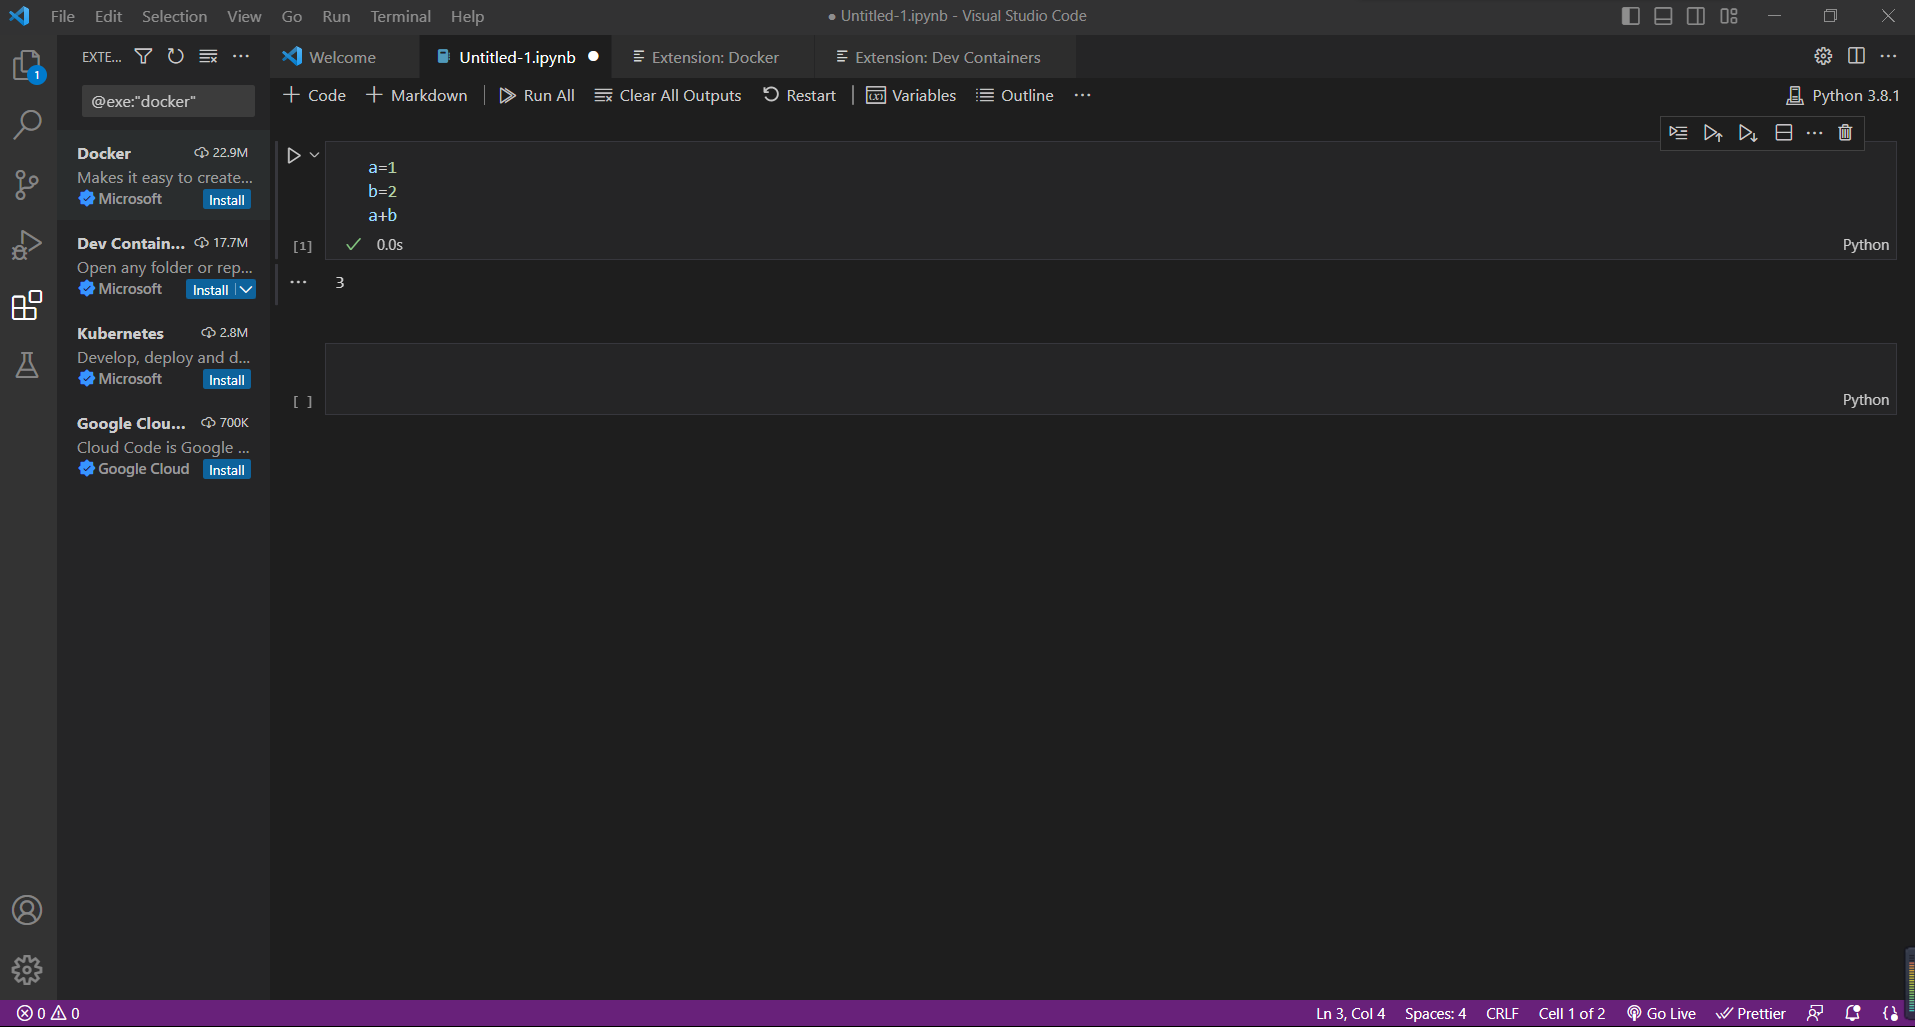 File Edit Selection View Go Run Terminal Help
● Untitled-1.ipynb - Visual Studio Code
1
EXTE...
@exe:"docker"
Docker 22.9M
Makes it easy to create...
Microsoft Install
Dev Contain... 17.7M
Open any folder or rep...
Microsoft Install
Kubernetes 2.8M
Develop, deploy and d...
Microsoft Install
Google Clou... 700K
Cloud Code is Google ...
Google Cloud Install
Welcome Untitled-1.ipynb ● Extension: Docker Extension: Dev Containers
+ Code + Markdown | Run All Clear All Outputs Restart | Variables Outline ...
Python 3.8.1
a=1
b=2
a+b
[1] ✓ 0.0s Python
... 3
[ ] Python
0 0
Ln 3, Col 4 Spaces: 4 CRLF Cell 1 of 2 Go Live Prettier